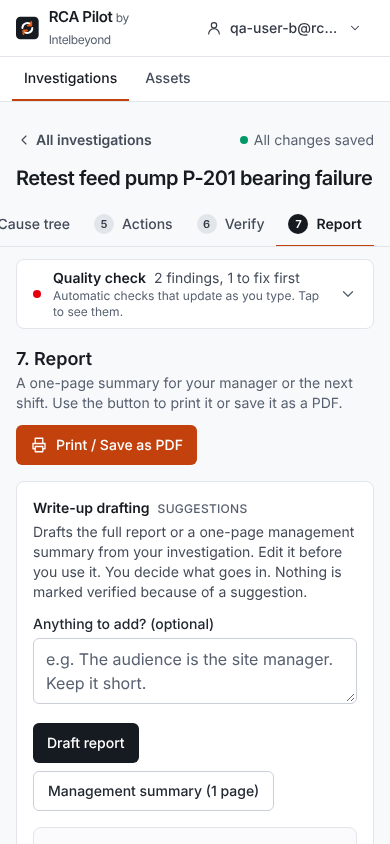 RCA Pilot by
Intelbeyond
qa-user-b@rc...
Investigations Assets
All investigations All changes saved
Retest feed pump P-201 bearing failure
Cause tree 5 Actions 6 Verify 7 Report
Quality check 2 findings, 1 to fix first
Automatic checks that update as you type. Tap
to see them.
7. Report
A one-page summary for your manager or the next
shift. Use the button to print it or save it as a PDF.
Print / Save as PDF
Write-up drafting SUGGESTIONS
Drafts the full report or a one-page management
summary from your investigation. Edit it before
you use it. You decide what goes in. Nothing is
marked verified because of a suggestion.
Anything to add? (optional)
e.g. The audience is the site manager.
Keep it short.
Draft report
Management summary (1 page)